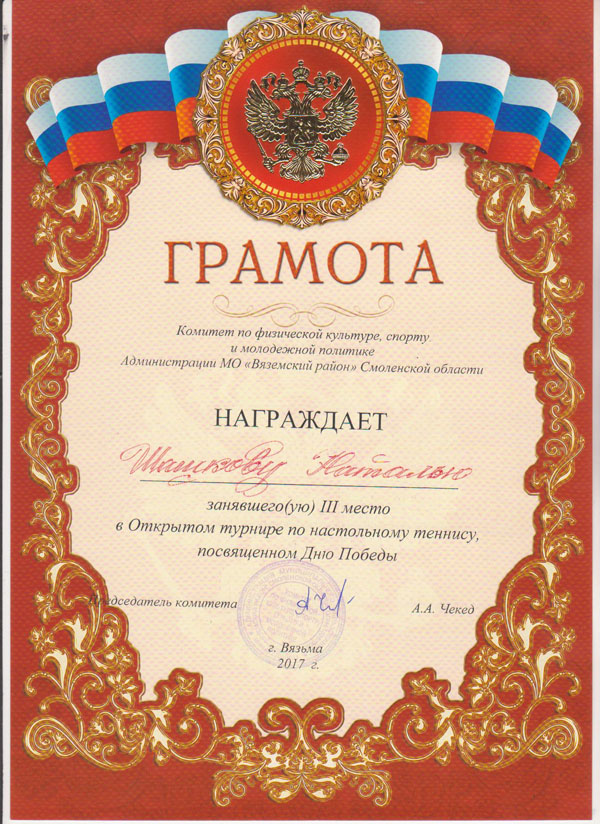 ГРАМОТА
Комитет по физической культуре, спорту
и молодежной политике
Администрации МО «Вяземский район» Смоленской области
НАГРАЖДАЕТ
Наталью
занявшего(ую) III место
в Открытом турнире по настольному теннису,
посвященном Дню Победы
Председатель комитета
А.А. Чекед
г. Вязьма
2017 г.